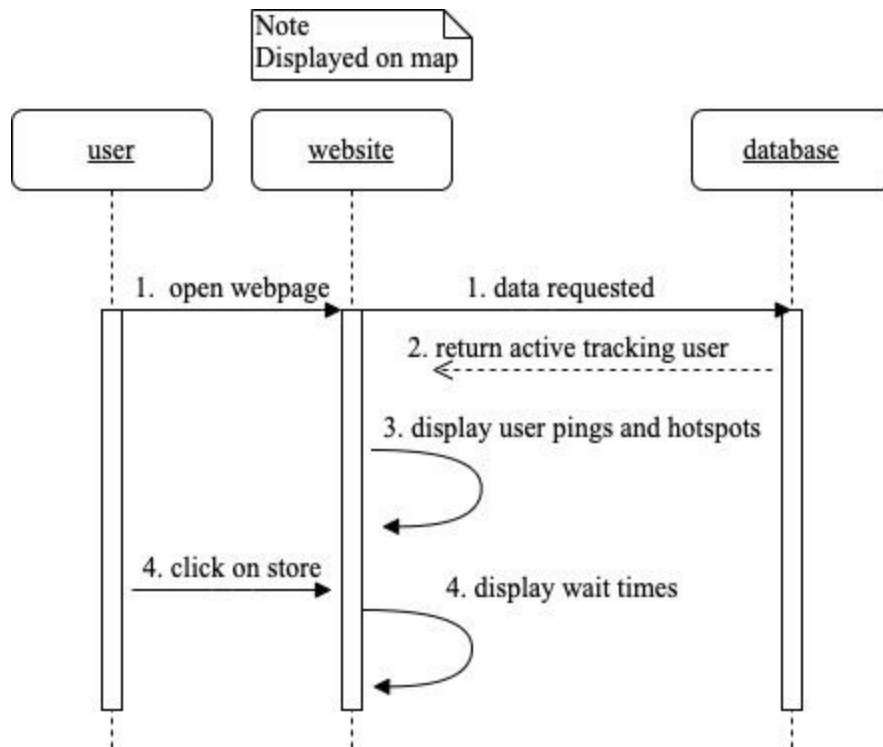 Note
Displayed on map
user
website
database
1. open webpage
1. data requested
2. return active tracking user
3. display user pings and hotspots
4. click on store
4. display wait times